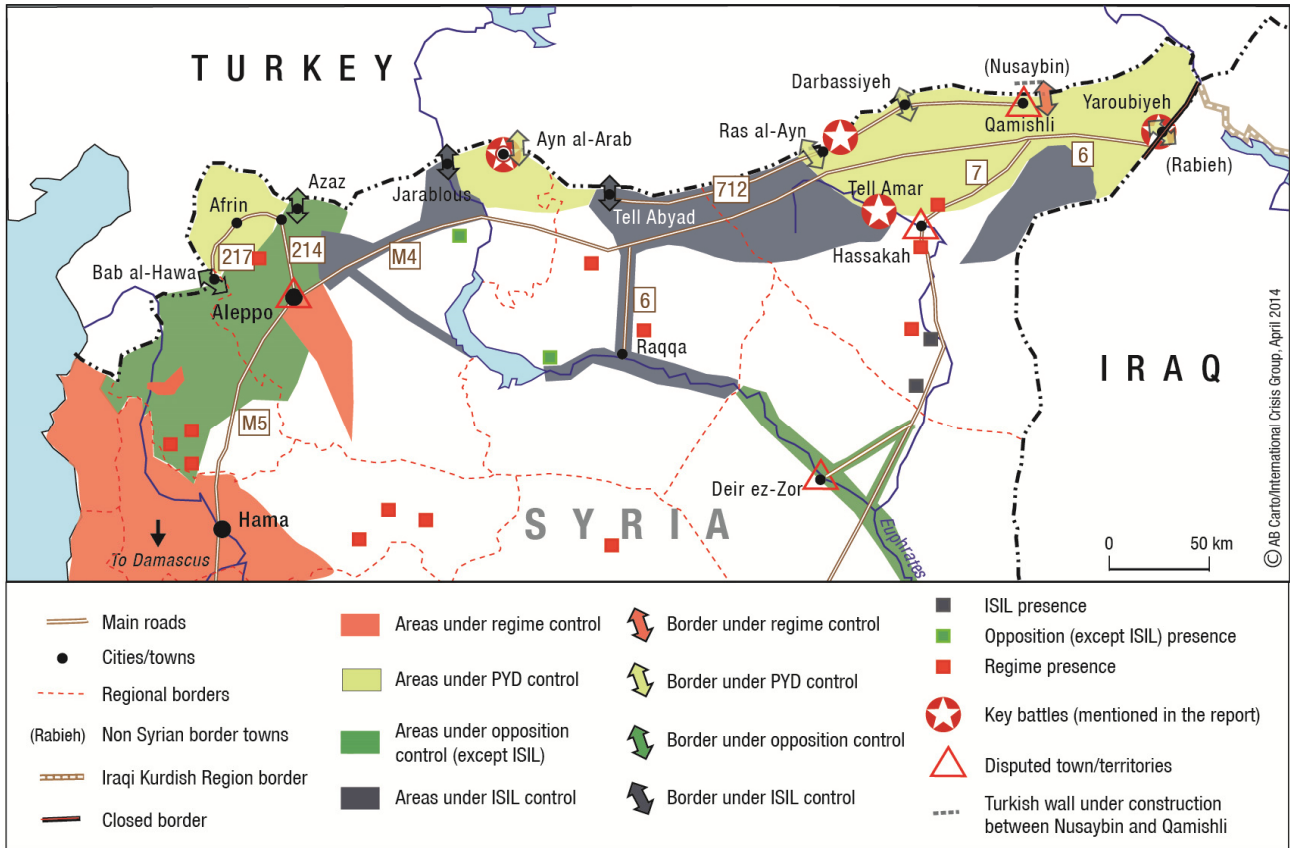 TURKEY
(Nusaybin)
Darbassiyeh
Yaroubiyeh
Qamishli
Ras al-Ayn
Ayn al-Arab
(Rabieh)
6
7
Azaz
Jarablous
712
Tell Amar
Afrin
Tell Abyad
214
217
Hassakah
M4
Bab al-Hawa
Aleppo
6
Raqqa
IRAQ
M5
Deir ez-Zor
SYRIA
Hama
Euphrates
To Damascus
0 50 km
© AB Carto/International Crisis Group, April 2014
Main roads
Cities/towns
Regional borders
(Rabieh) Non Syrian border towns
Iraqi Kurdish Region border
Closed border
Areas under regime control
Areas under PYD control
Areas under opposition
control (except ISIL)
Areas under ISIL control
Border under regime control
Border under PYD control
Border under opposition control
Border under ISIL control
ISIL presence
Opposition (except ISIL) presence
Regime presence
Key battles (mentioned in the report)
Disputed town/territories
Turkish wall under construction
between Nusaybin and Qamishli